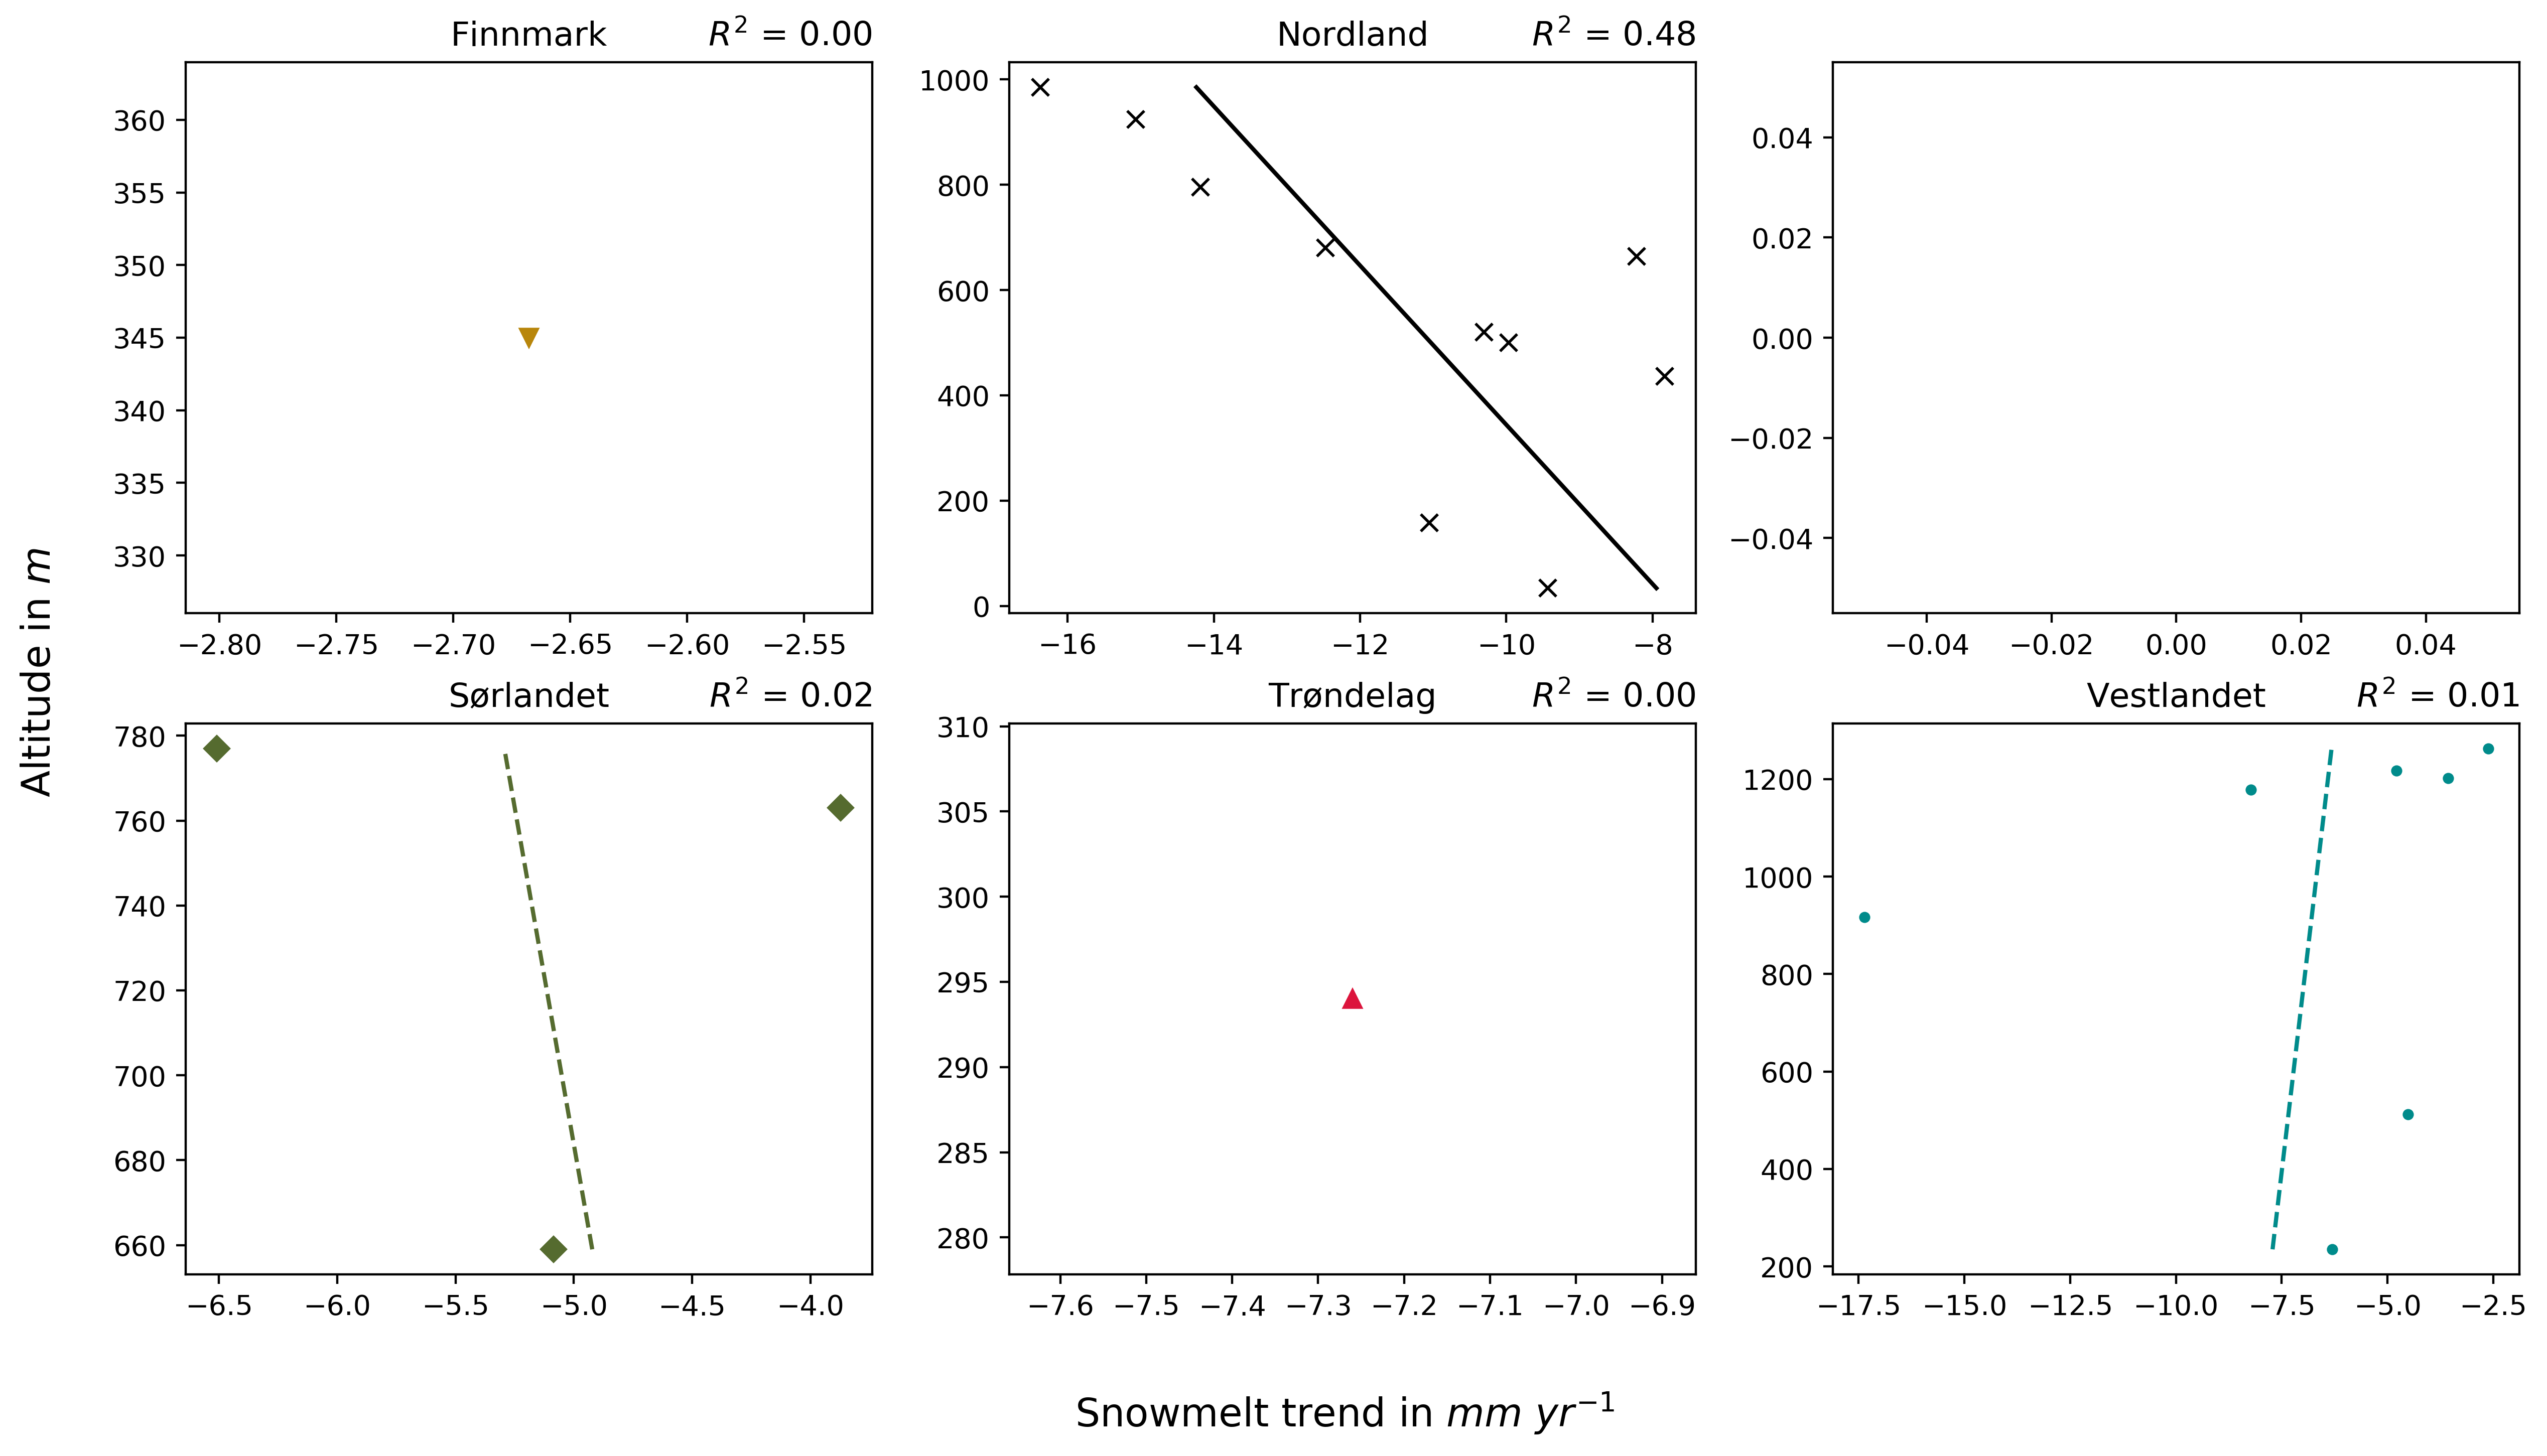 Finnmark R² = 0.00
Nordland R² = 0.48
360
355
350
345
340
335
330
−2.80 −2.75 −2.70 −2.65 −2.60 −2.55
1000
800
600
400
200
0
−16 −14 −12 −10 −8
0.04
0.02
0.00
−0.02
−0.04
−0.04 −0.02 0.00 0.02 0.04
Altitude in m
Sørlandet R² = 0.02
Trøndelag R² = 0.00
Vestlandet R² = 0.01
780
760
740
720
700
680
660
−6.5 −6.0 −5.5 −5.0 −4.5 −4.0
310
305
300
295
290
285
280
−7.6 −7.5 −7.4 −7.3 −7.2 −7.1 −7.0 −6.9
1200
1000
800
600
400
200
−17.5 −15.0 −12.5 −10.0 −7.5 −5.0 −2.5
Snowmelt trend in mm yr⁻¹